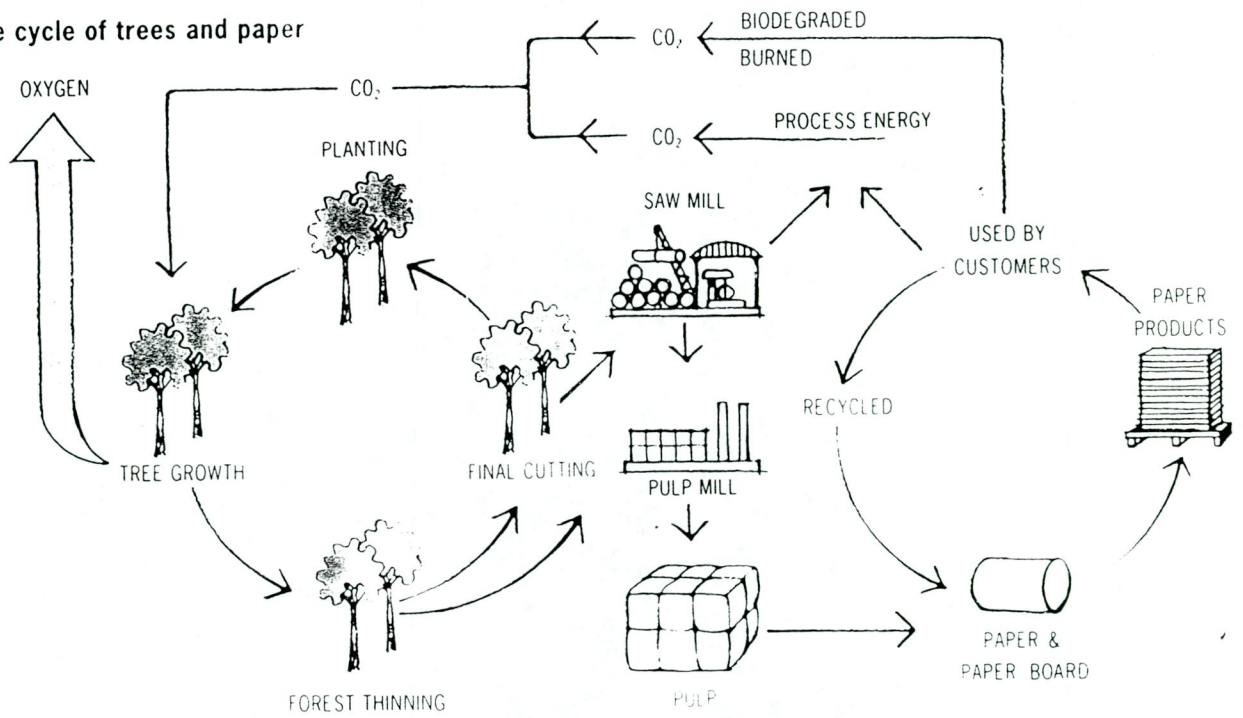 e cycle of trees and paper
BIODEGRADED
CO₂
BURNED
OXYGEN
CO₂
PROCESS ENERGY
CO₂
PLANTING
SAW MILL
USED BY
CUSTOMERS
PAPER
PRODUCTS
RECYCLED
TREE GROWTH
FINAL CUTTING
PULP MILL
PAPER &
PAPER BOARD
FOREST THINNING
PULP